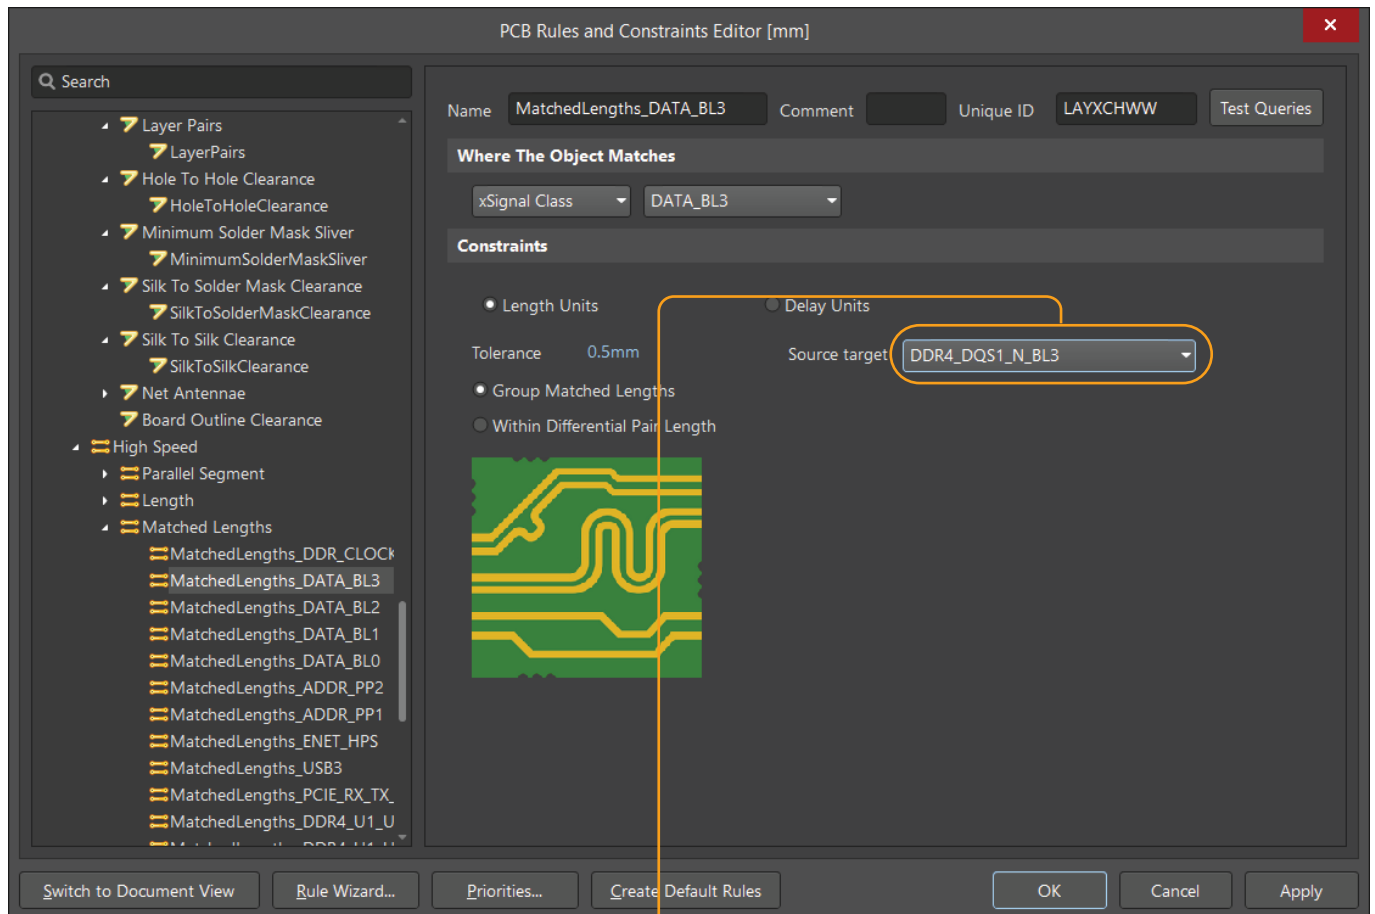 PCB Rules and Constraints Editor [mm]
Search
Layer Pairs
LayerPairs
Hole To Hole Clearance
HoleToHoleClearance
Minimum Solder Mask Sliver
MinimumSolderMaskSliver
Silk To Solder Mask Clearance
SilkToSolderMaskClearance
Silk To Silk Clearance
SilkToSilkClearance
Net Antennae
Board Outline Clearance
High Speed
Parallel Segment
Length
Matched Lengths
MatchedLengths_DDR_CLOCK
MatchedLengths_DATA_BL3
MatchedLengths_DATA_BL2
MatchedLengths_DATA_BL1
MatchedLengths_DATA_BL0
MatchedLengths_ADDR_PP2
MatchedLengths_ADDR_PP1
MatchedLengths_ENET_HPS
MatchedLengths_USB3
MatchedLengths_PCIE_RX_TX_
MatchedLengths_DDR4_U1_U
Name MatchedLengths_DATA_BL3 Comment Unique ID LAYXCHWW Test Queries
Where The Object Matches
xSignal Class DATA_BL3
Constraints
Length Units Delay Units
Tolerance 0.5mm Source target DDR4_DQS1_N_BL3
Group Matched Lengths
Within Differential Pair Length
Switch to Document View Rule Wizard... Priorities... Create Default Rules OK Cancel Apply